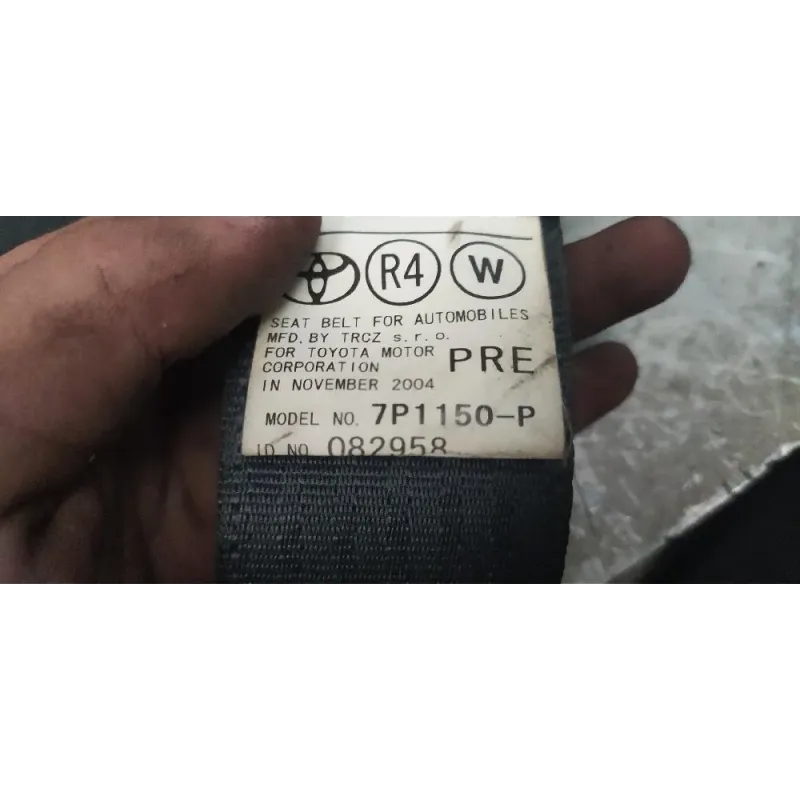 R4 W
SEAT BELT FOR AUTOMOBILES
MFD. BY TRCZ s.r.o.
FOR TOYOTA MOTOR
CORPORATION PRE
IN NOVEMBER 2004
MODEL NO. 7P1150-P
ID NO. 082958